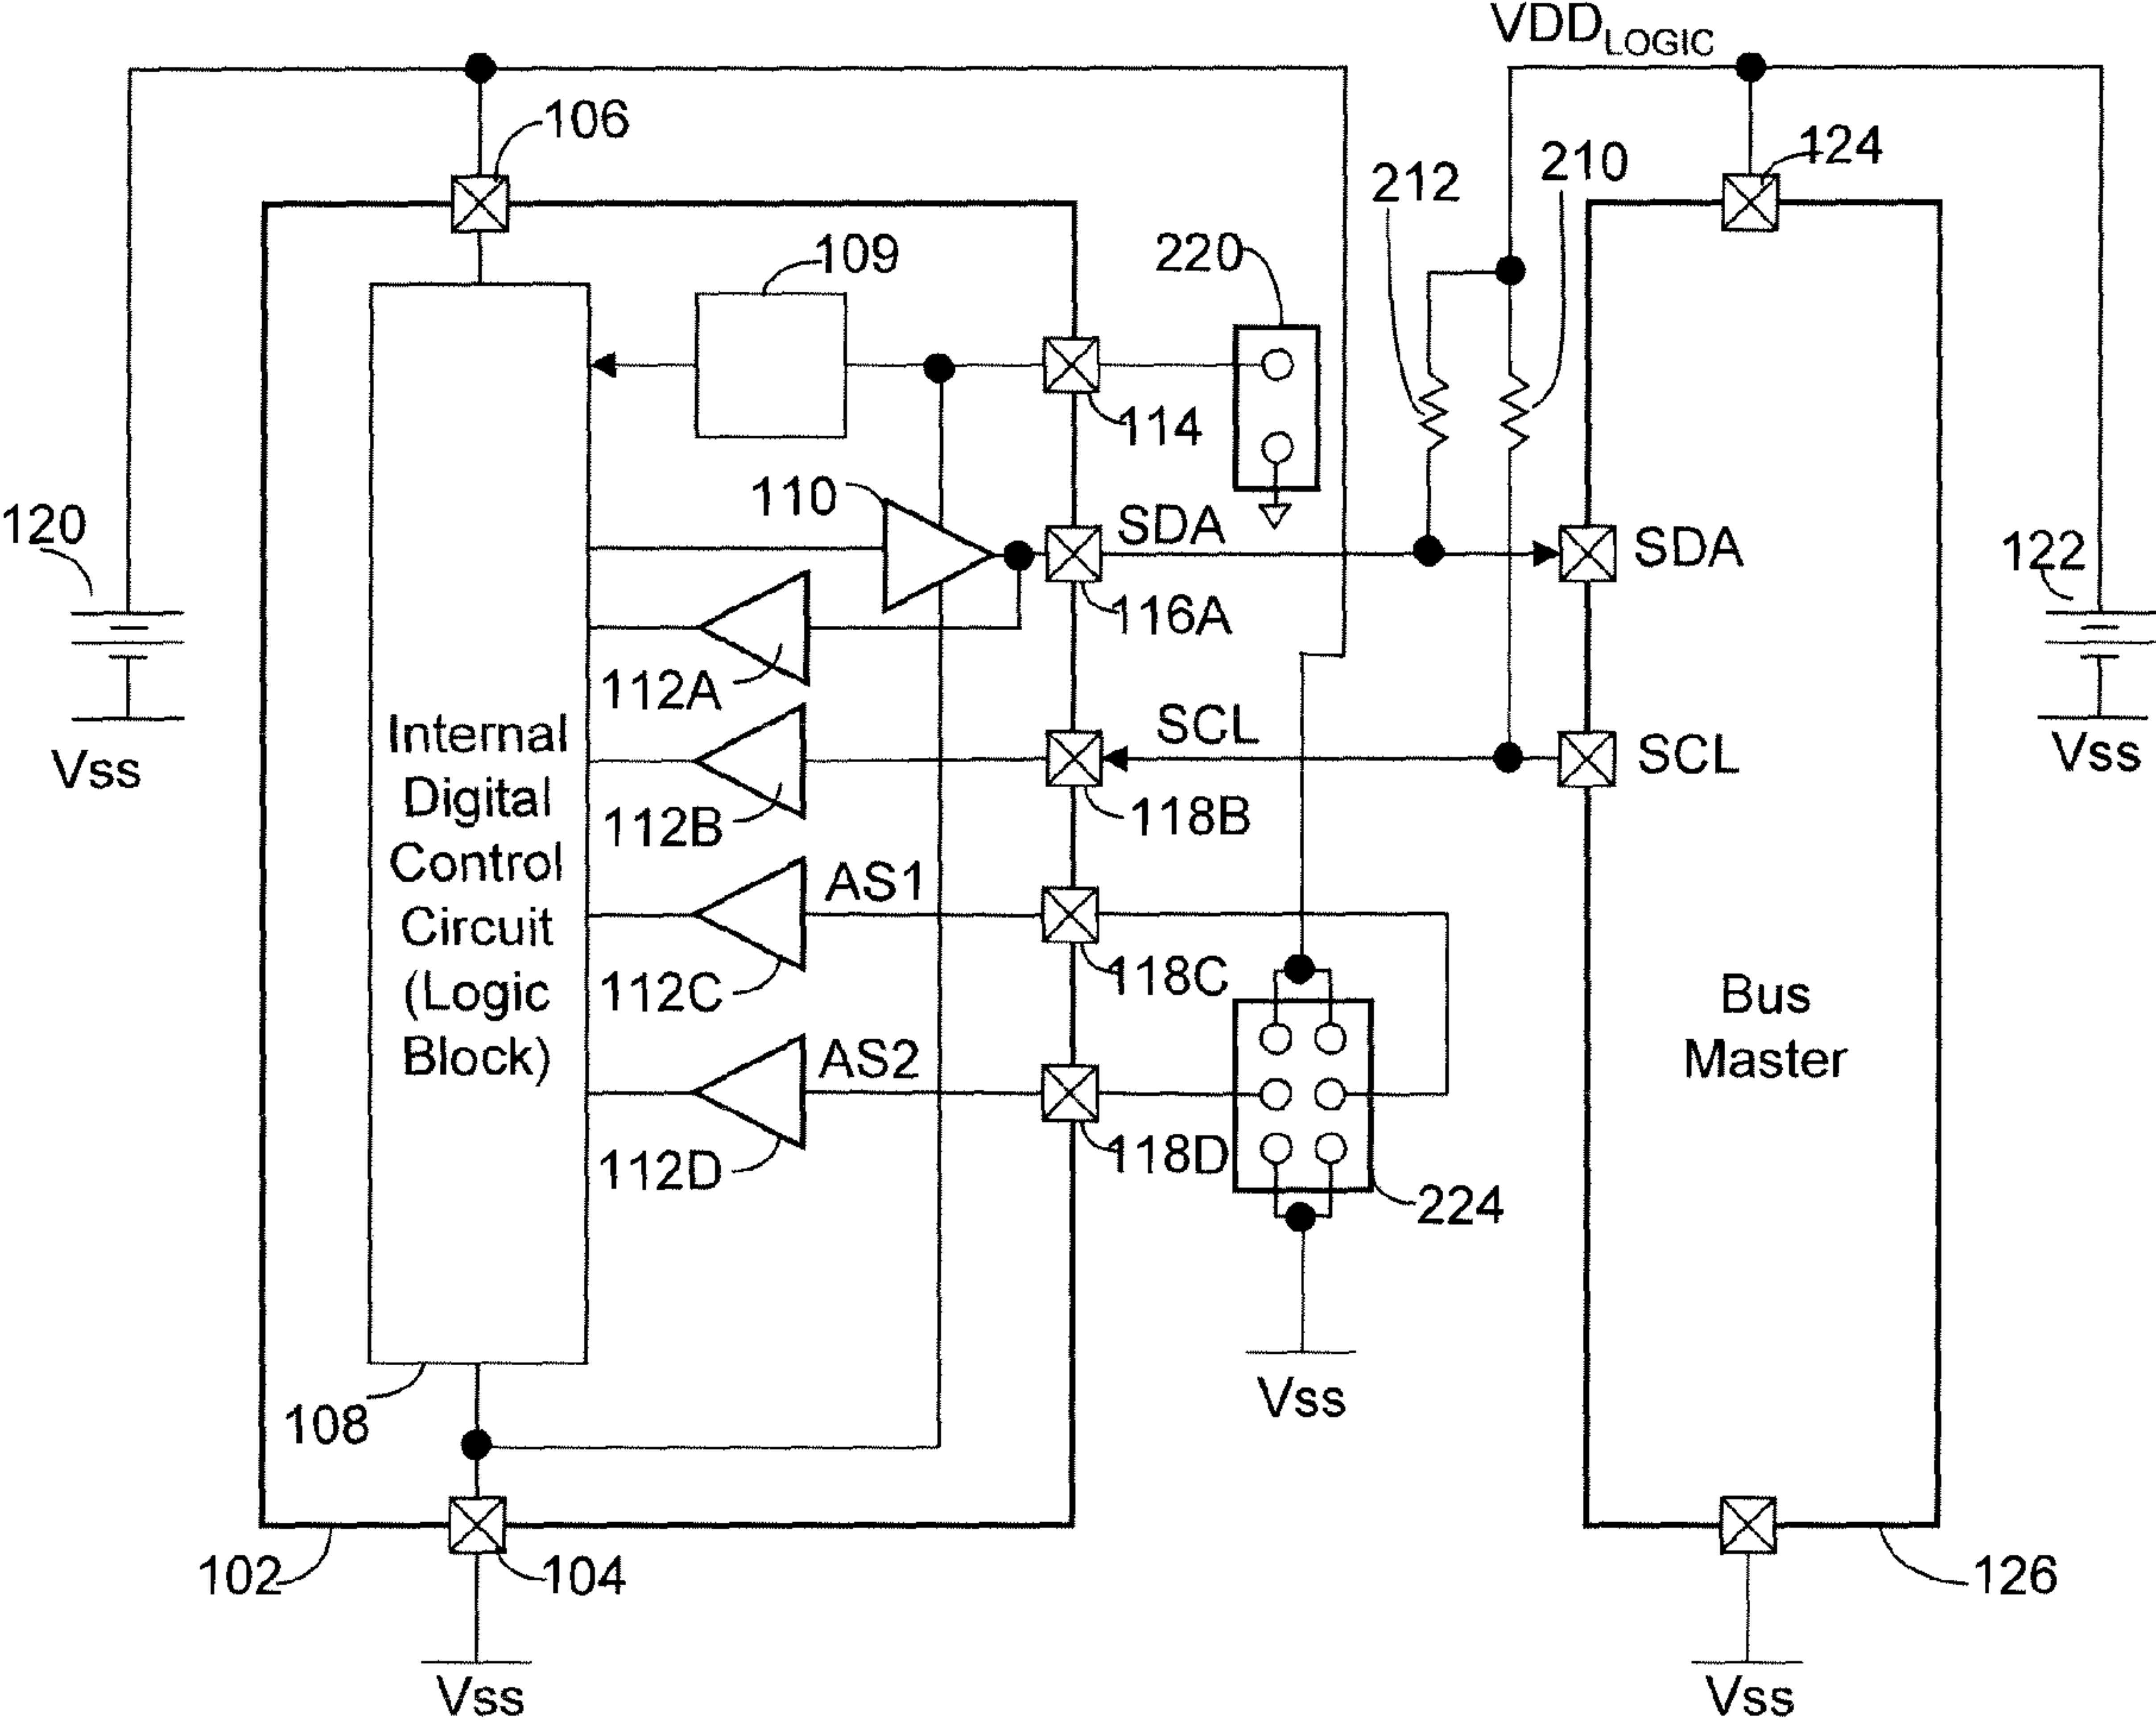 VDD LOGIC
106
124
210
212
109
220
114
110
SDA
SDA
120
122
116A
112A
SCL
SCL
Vss
Vss
118B
112B
Internal
Digital
Control
Circuit
(Logic
Block)
AS1
118C
112C
Bus
Master
AS2
118D
112D
224
Vss
108
102
104
126
Vss
Vss